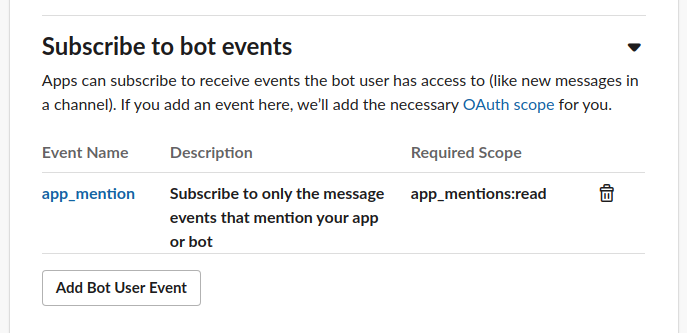 Subscribe to bot events
Apps can subscribe to receive events the bot user has access to (like new messages in
a channel). If you add an event here, we’ll add the necessary OAuth scope for you.
Event Name Description Required Scope
app_mention Subscribe to only the message app_mentions:read
events that mention your app
or bot
Add Bot User Event